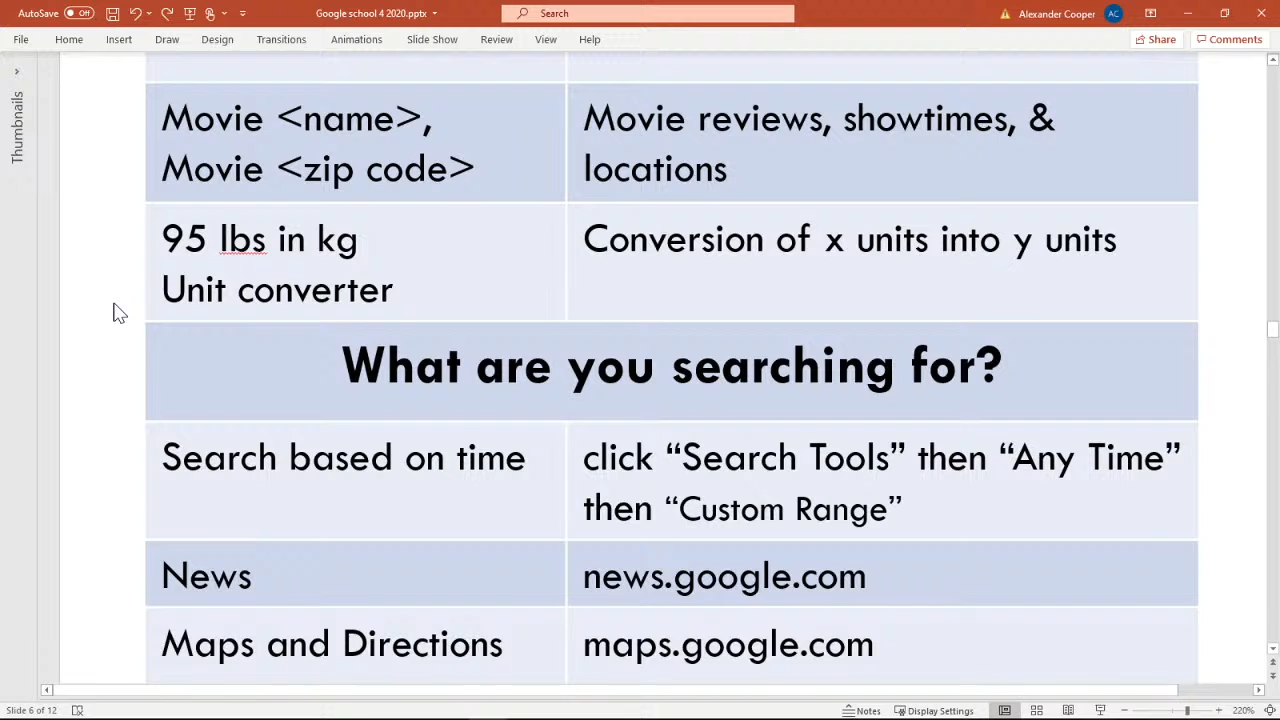 AutoSave Off Google school 4 2020.pptx Search Alexander Cooper AC
File Home Insert Draw Design Transitions Animations Slide Show Review View Help Share Comments
Thumbnails
Movie <name>,
Movie <zip code>
Movie reviews, showtimes, &
locations
95 lbs in kg
Unit converter
Conversion of x units into y units
What are you searching for?
Search based on time
click “Search Tools” then “Any Time”
then “Custom Range”
News
news.google.com
Maps and Directions
maps.google.com
Slide 6 of 12 Notes Display Settings 220%